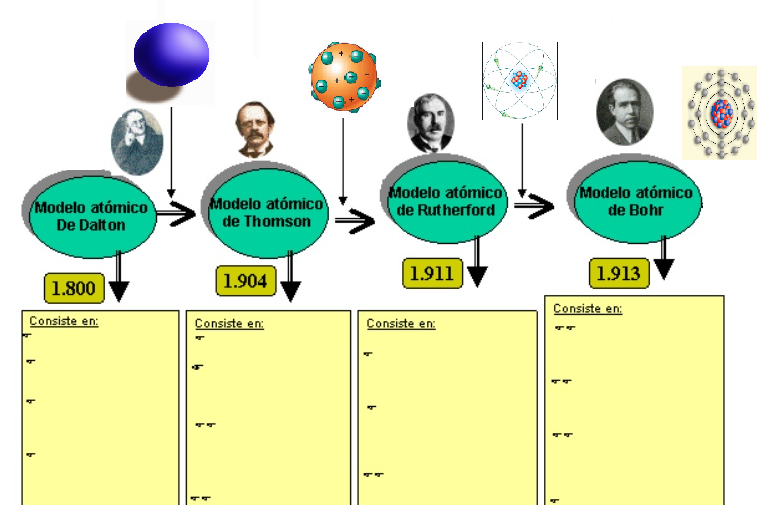 Modelo atómico
De Dalton
Modelo atómico
de Thomson
Modelo atómico
de Rutherford
Modelo atómico
de Bohr
1.800
1.904
1.911
1.913
Consiste en:
Consiste en:
Consiste en:
Consiste en: